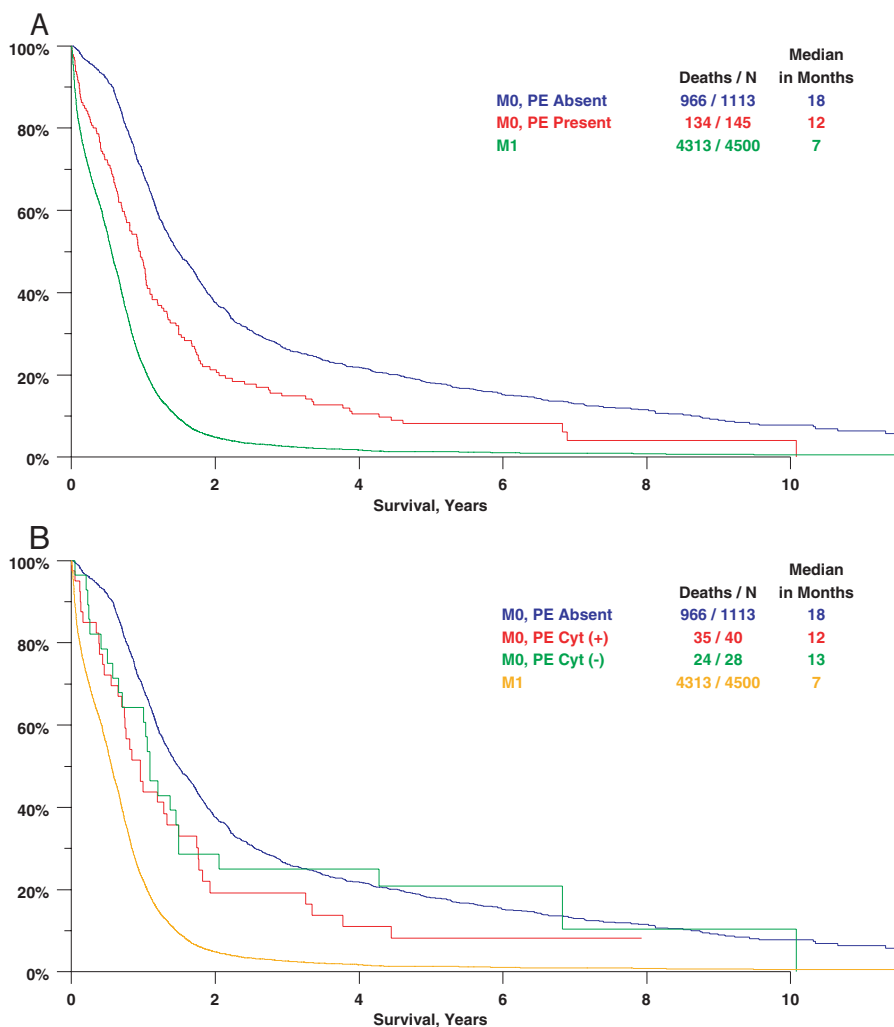 A
Median
Deaths / N in Months
M0, PE Absent 966 / 1113 18
M0, PE Present 134 / 145 12
M1 4313 / 4500 7
100%
80%
60%
40%
20%
0%
0 2 4 6 8 10
Survival, Years
B
Median
Deaths / N in Months
M0, PE Absent 966 / 1113 18
M0, PE Cyt (+) 35 / 40 12
M0, PE Cyt (-) 24 / 28 13
M1 4313 / 4500 7
100%
80%
60%
40%
20%
0%
0 2 4 6 8 10
Survival, Years